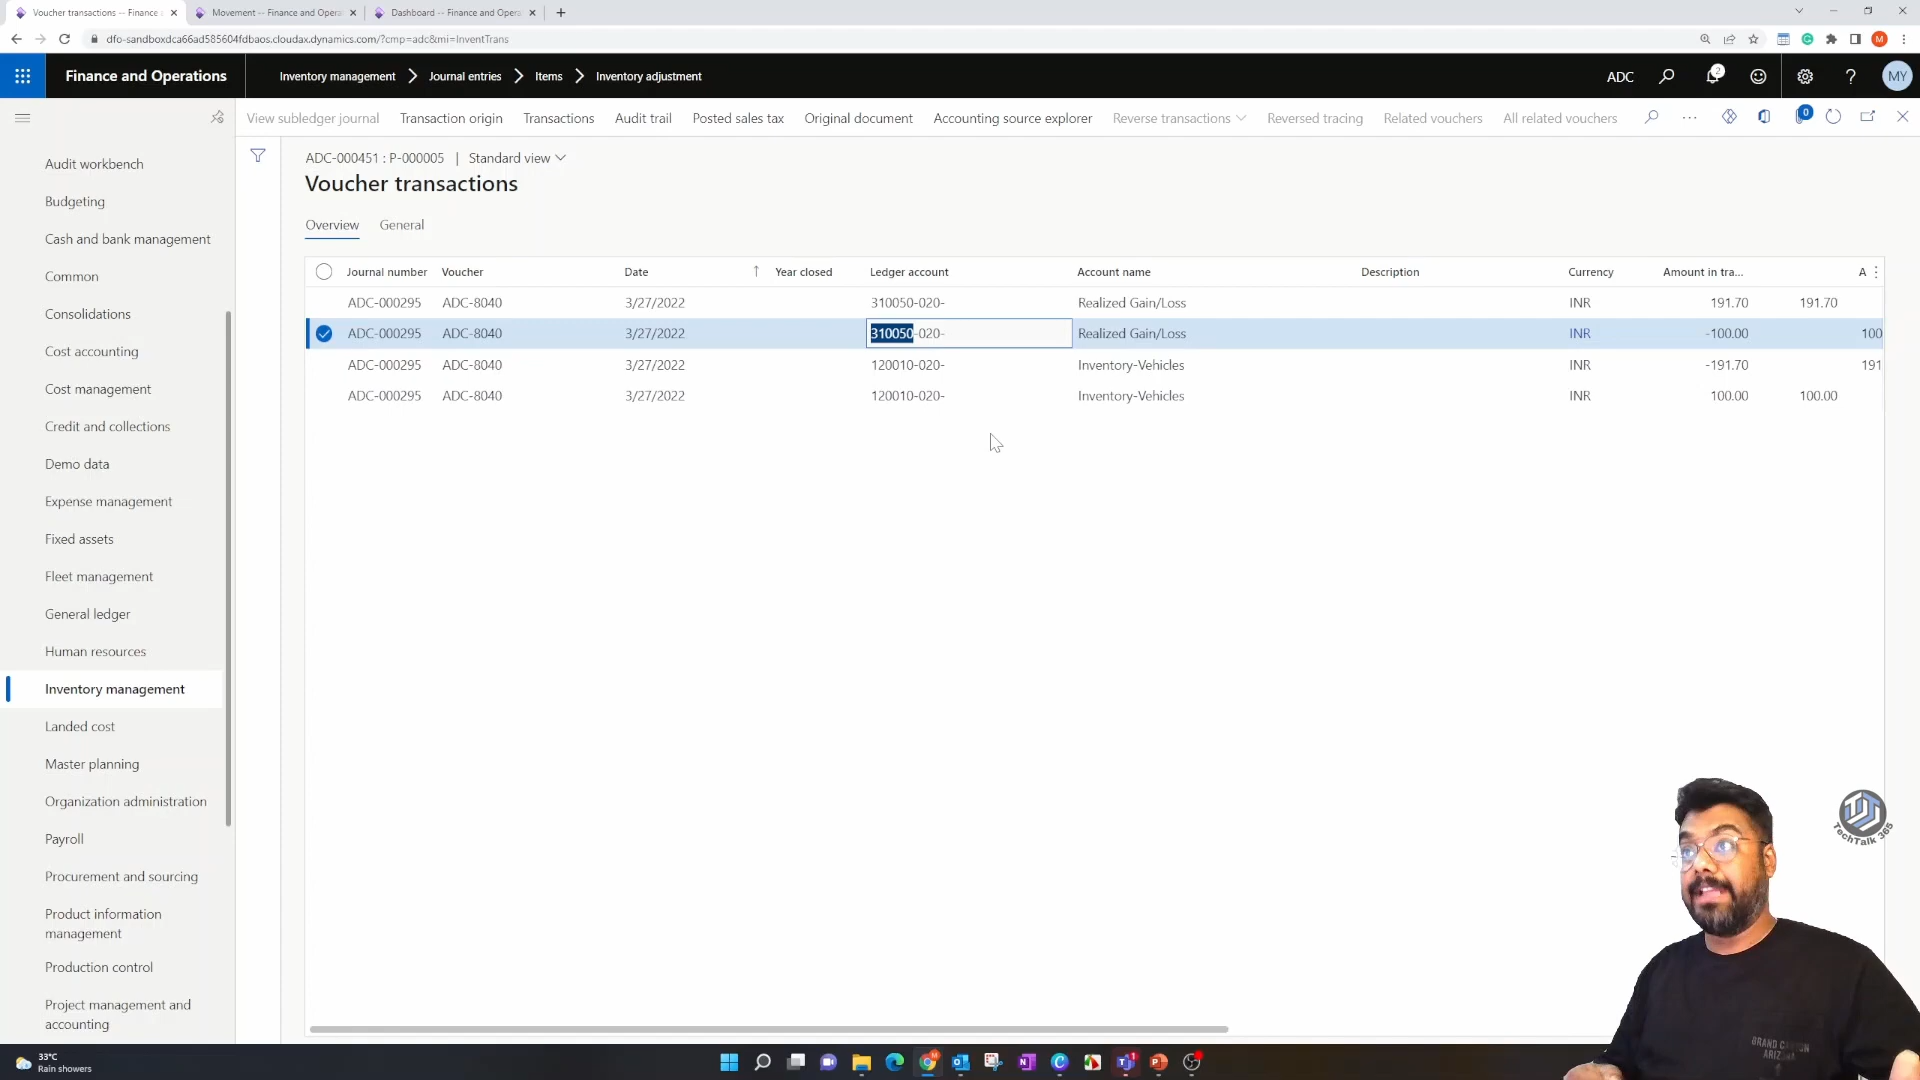 Voucher transactions -- Finance
Movement -- Finance and Opera
Dashboard -- Finance and Opera
dfo-sandboxdca66ad585604fdbaos.cloudax.dynamics.com/?cmp=adc&mi=InventTrans
M
Finance and Operations
Inventory management
Journal entries
Items
Inventory adjustment
ADC
2
MY
View subledger journal
Transaction origin
Transactions
Audit trail
Posted sales tax
Original document
Accounting source explorer
Reverse transactions
Reversed tracing
Related vouchers
All related vouchers
0
Audit workbench
Budgeting
Cash and bank management
Common
Consolidations
Cost accounting
Cost management
Credit and collections
Demo data
Expense management
Fixed assets
Fleet management
General ledger
Human resources
Inventory management
Landed cost
Master planning
Organization administration
Payroll
Procurement and sourcing
Product information
management
Production control
Project management and
accounting
ADC-000451 : P-000005 | Standard view
Voucher transactions
Overview General
Journal number Voucher Date Year closed Ledger account Account name Description Currency Amount in tra... A
ADC-000295 ADC-8040 3/27/2022 310050-020- Realized Gain/Loss INR 191.70 191.70
ADC-000295 ADC-8040 3/27/2022 310050-020- Realized Gain/Loss INR -100.00 100
ADC-000295 ADC-8040 3/27/2022 120010-020- Inventory-Vehicles INR -191.70 191
ADC-000295 ADC-8040 3/27/2022 120010-020- Inventory-Vehicles INR 100.00 100.00
TechTalk 365
GRAND CANYON
ARIZONA
33°C
Rain showers